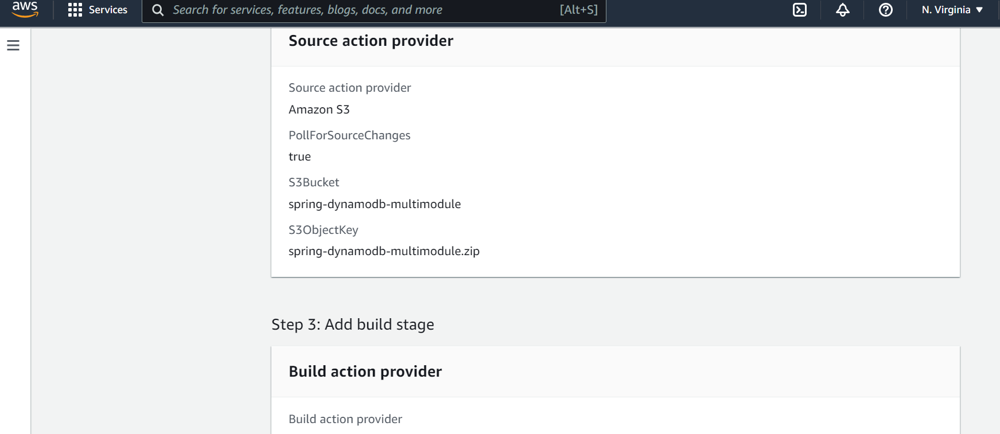 aws
Services
Search for services, features, blogs, docs, and more
[Alt+S]
N. Virginia
Source action provider
Source action provider
Amazon S3
PollForSourceChanges
true
S3Bucket
spring-dynamodb-multimodule
S3ObjectKey
spring-dynamodb-multimodule.zip
Step 3: Add build stage
Build action provider
Build action provider